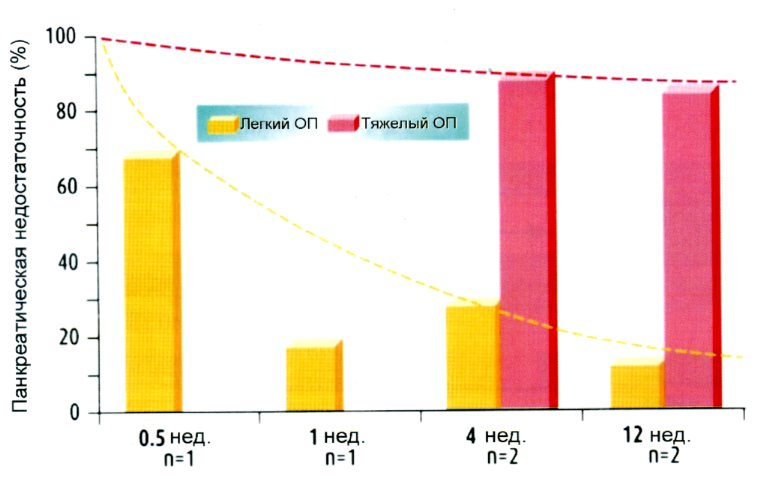 Панкреатическая недостаточность (%)
100
80
60
40
20
0
Легкий ОП
Тяжелый ОП
0.5 нед.
n=1
1 нед.
n=1
4 нед.
n=2
12 нед.
n=2